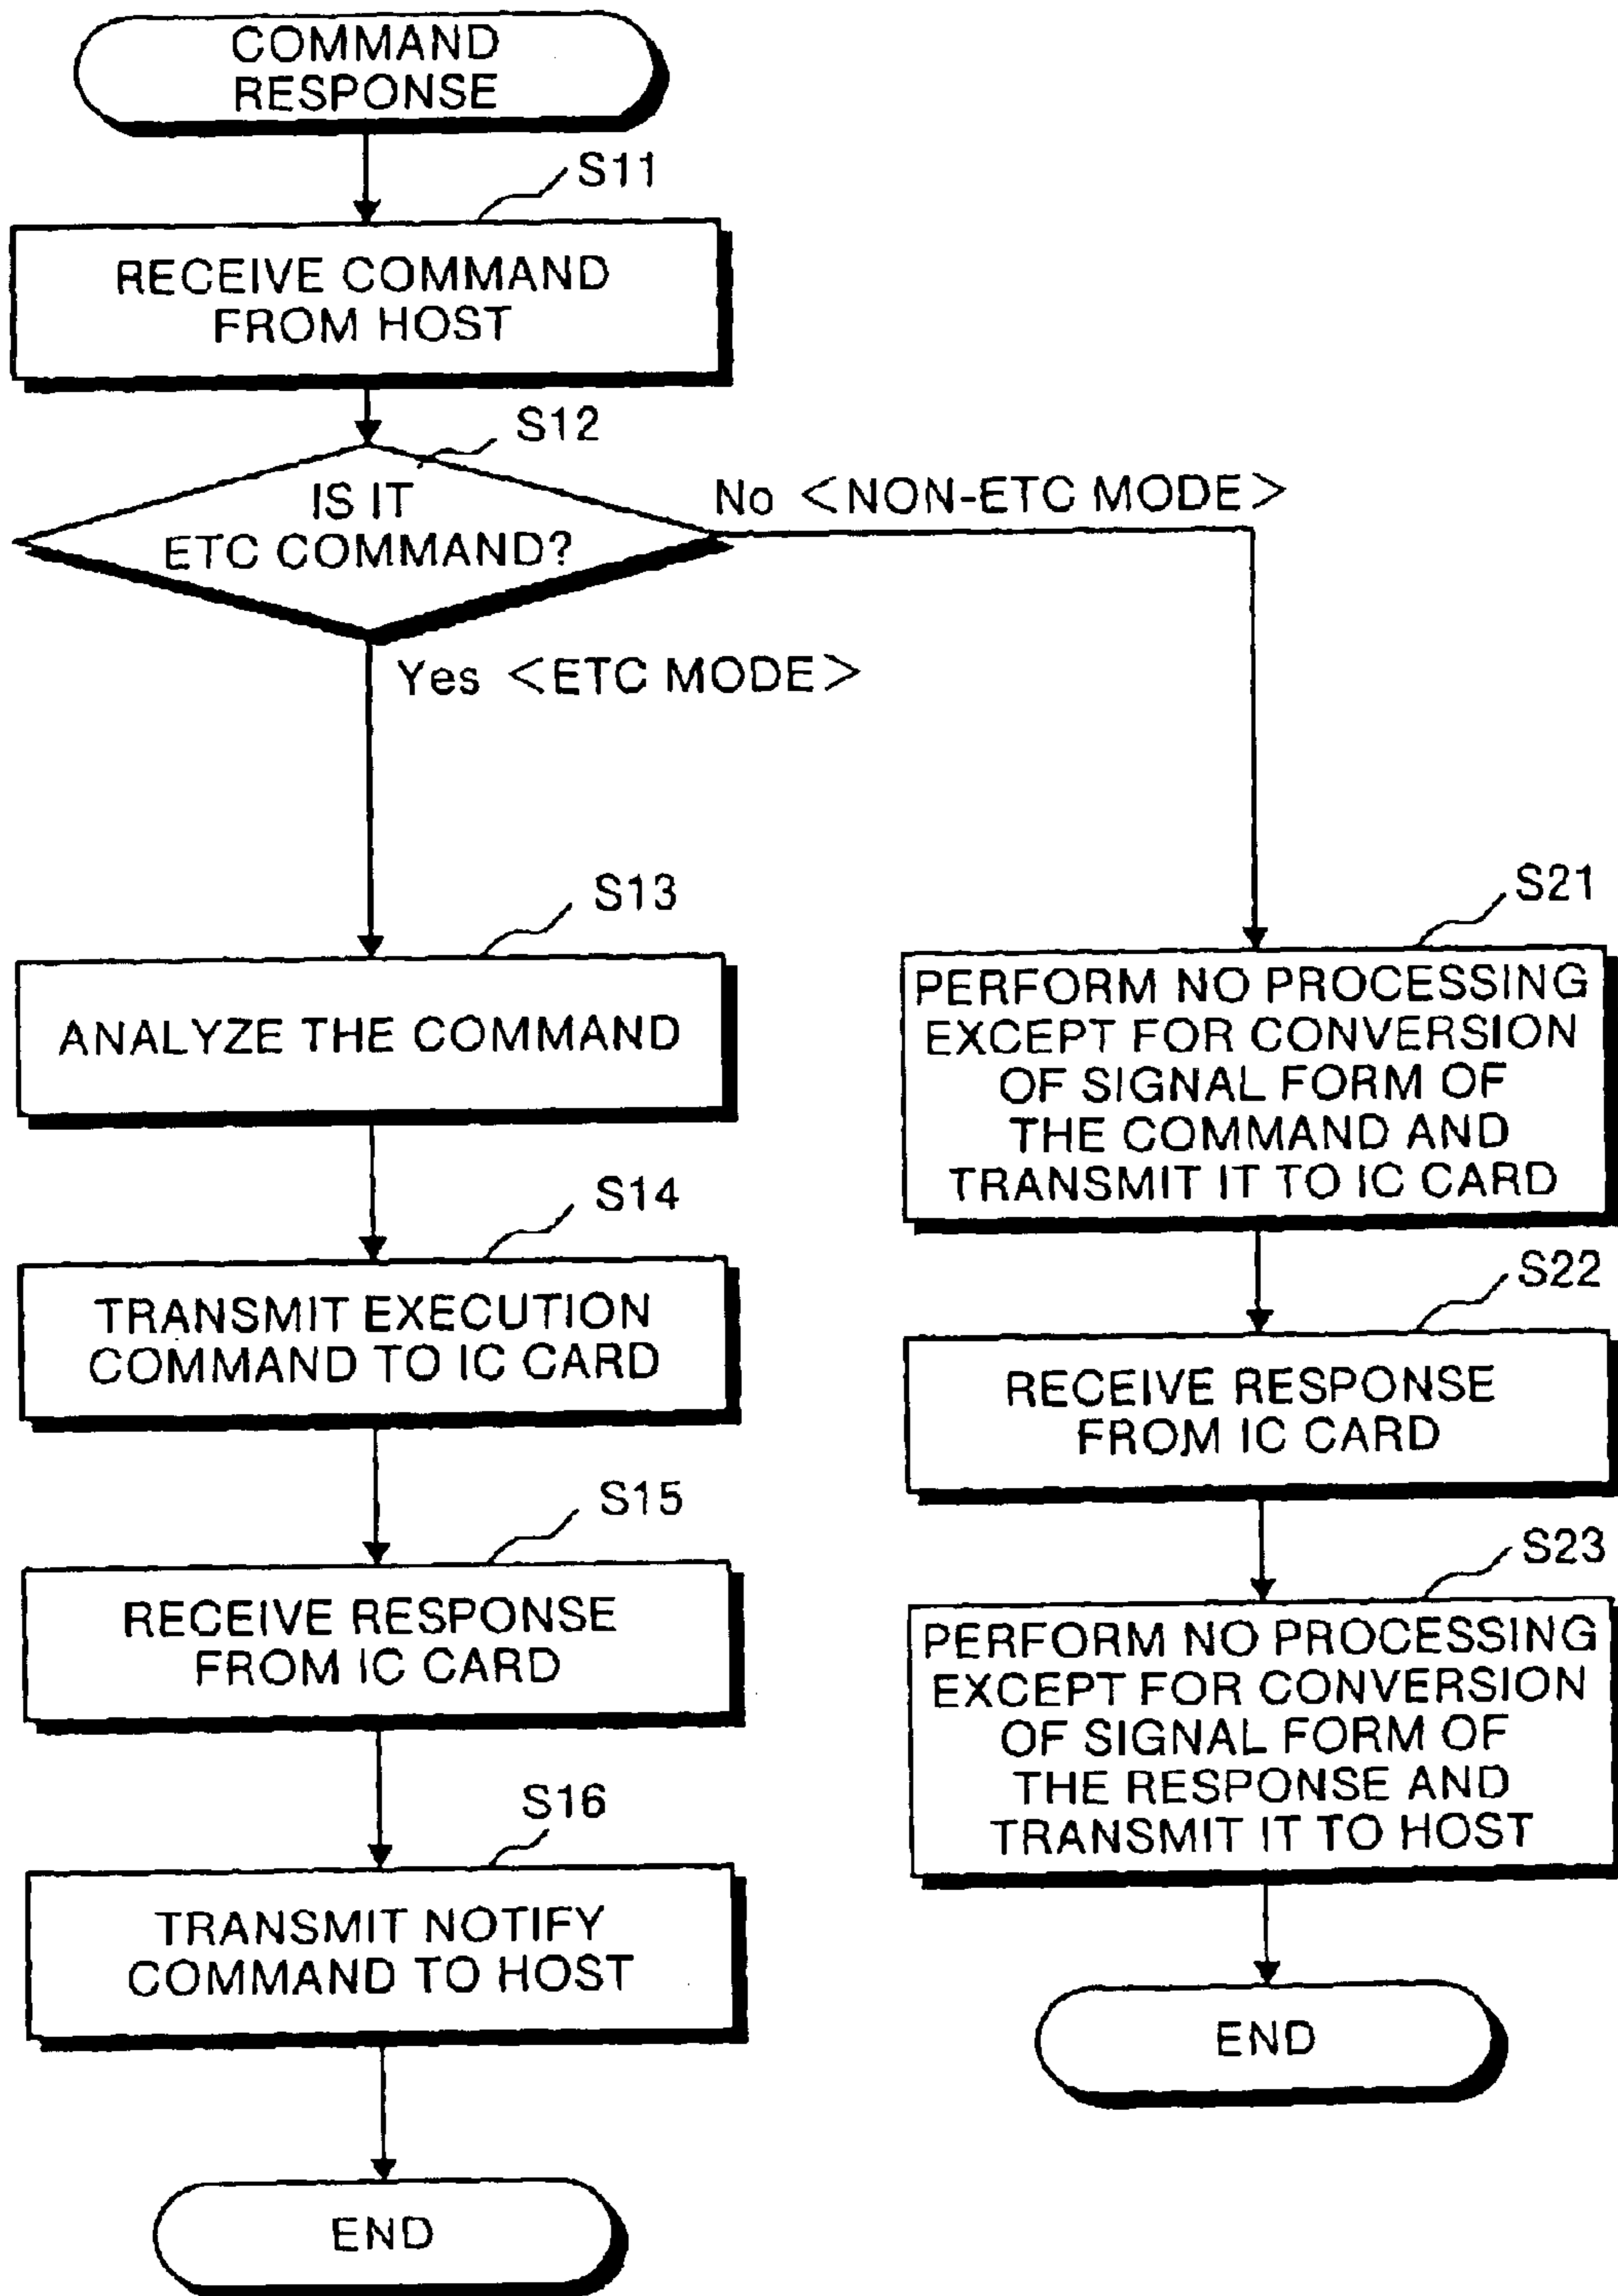 COMMAND
RESPONSE
S11
RECEIVE COMMAND
FROM HOST
S12
IS IT
ETC COMMAND?
No <NON-ETC MODE>
Yes <ETC MODE>
S13
ANALYZE THE COMMAND
S14
TRANSMIT EXECUTION
COMMAND TO IC CARD
S15
RECEIVE RESPONSE
FROM IC CARD
S16
TRANSMIT NOTIFY
COMMAND TO HOST
END
S21
PERFORM NO PROCESSING
EXCEPT FOR CONVERSION
OF SIGNAL FORM OF
THE COMMAND AND
TRANSMIT IT TO IC CARD
S22
RECEIVE RESPONSE
FROM IC CARD
S23
PERFORM NO PROCESSING
EXCEPT FOR CONVERSION
OF SIGNAL FORM OF
THE RESPONSE AND
TRANSMIT IT TO HOST
END